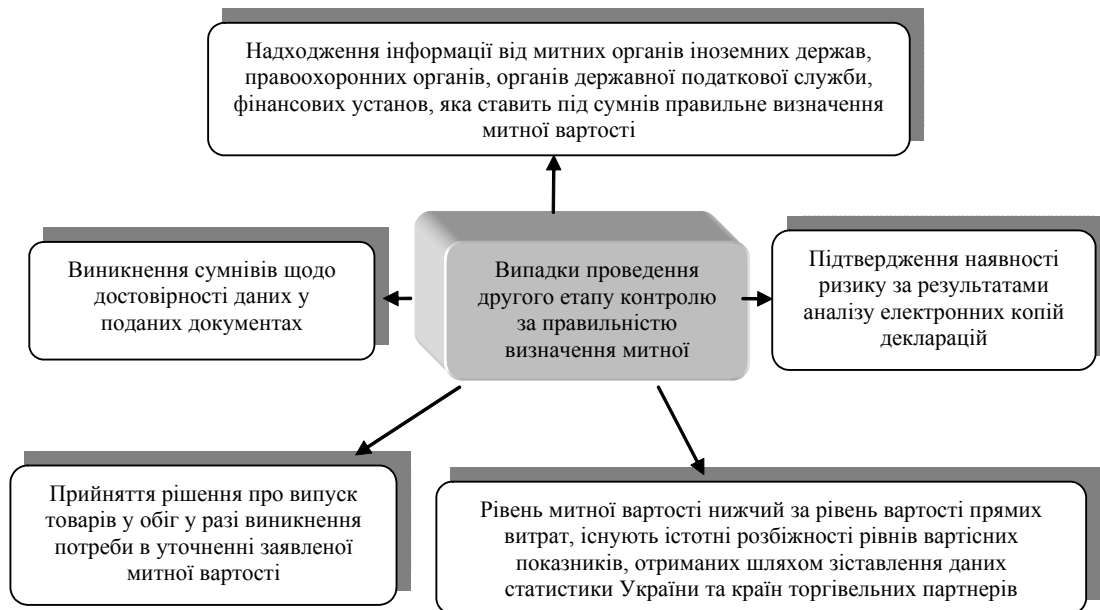 Надходження інформації від митних органів іноземних держав,
правоохоронних органів, органів державної податкової служби,
фінансових установ, яка ставить під сумнів правильне визначення
митної вартості
Виникнення сумнівів щодо
достовірності даних у
поданих документах
Випадки проведення
другого етапу контролю
за правильністю
визначення митної
Підтвердження наявності
ризику за результатами
аналізу електронних копій
декларацій
Прийняття рішення про випуск
товарів у обіг у разі виникнення
потреби в уточненні заявленої
митної вартості
Рівень митної вартості нижчий за рівень вартості прямих
витрат, існують істотні розбіжності рівнів вартісних
показників, отриманих шляхом зіставлення даних
статистики України та країн торгівельних партнерів